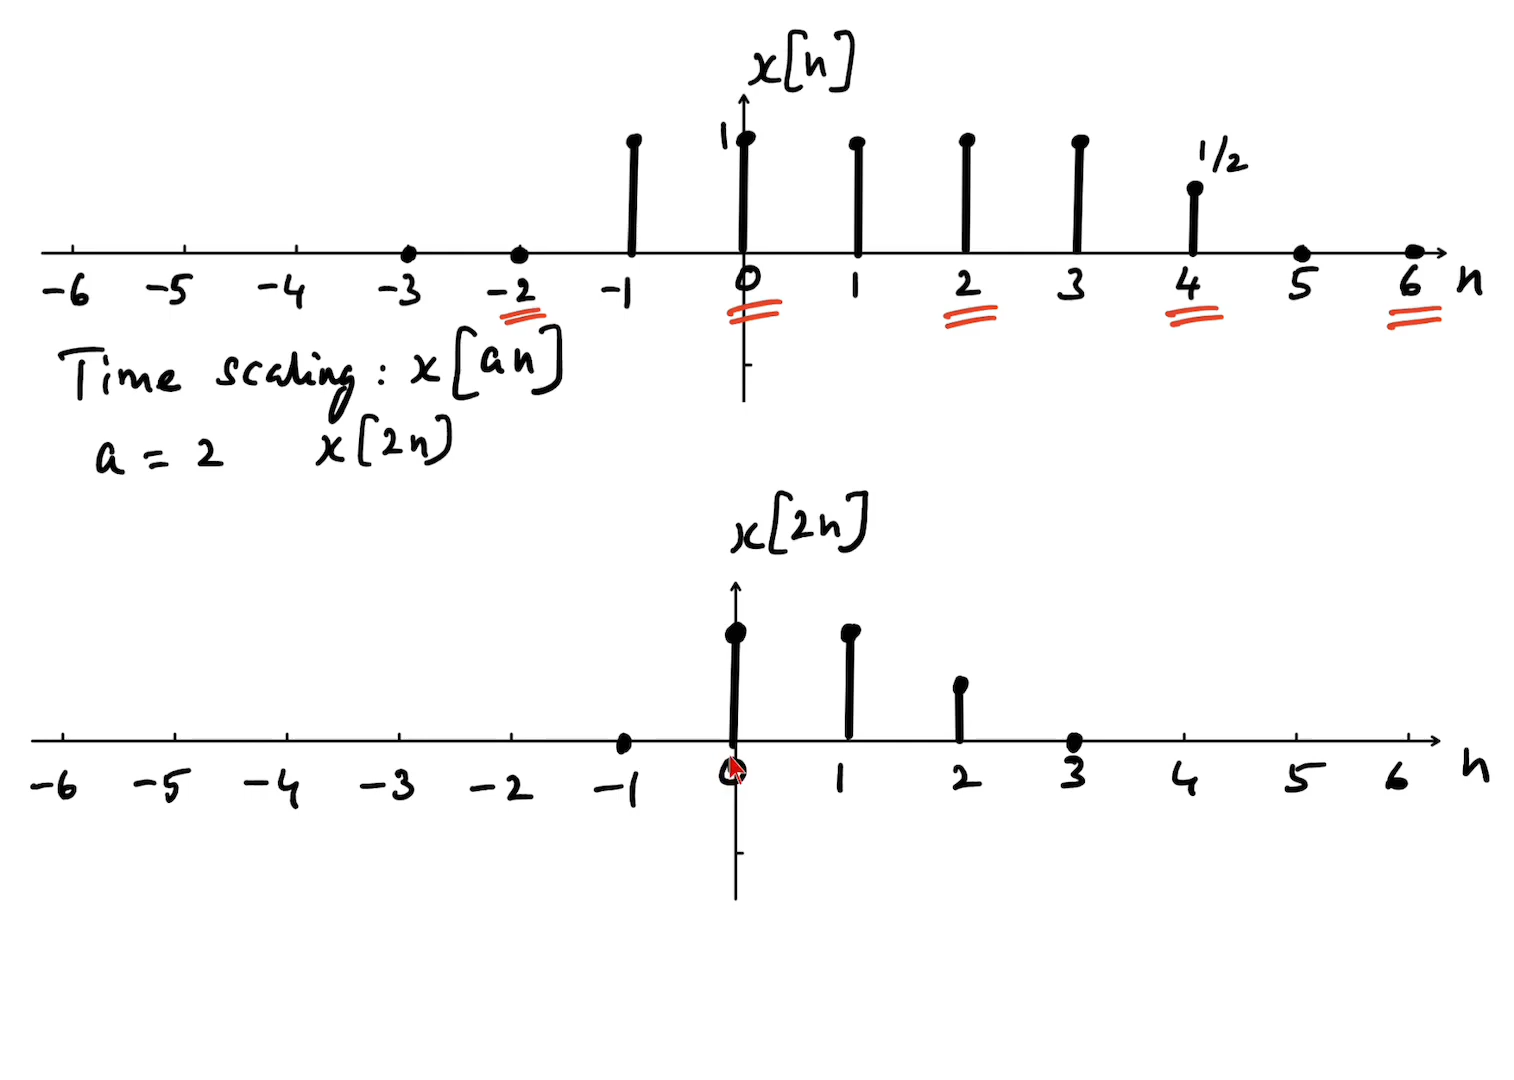 x[n]
1
1/2
-6 -5 -4 -3 -2 -1 0 1 2 3 4 5 6 n
Time scaling: x[an]
a = 2 x[2n]
x[2n]
-6 -5 -4 -3 -2 -1 0 1 2 3 4 5 6 n